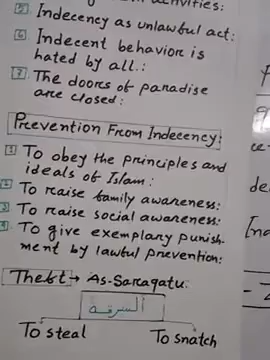 activities:
5 Indecency as unlawful act:
6 Indecent behavior is
hated by all.:
7 The doors of paradise
are closed:
Prevention From Indecency:
1 To obey the principles and
ideals of Islam:
2 To raise family awareness:
3 To raise social awareness:
4 To give exemplary punish-
ment by lawful prevention:
Theft → As-Saraqatu:
السرقة
To steal To snatch